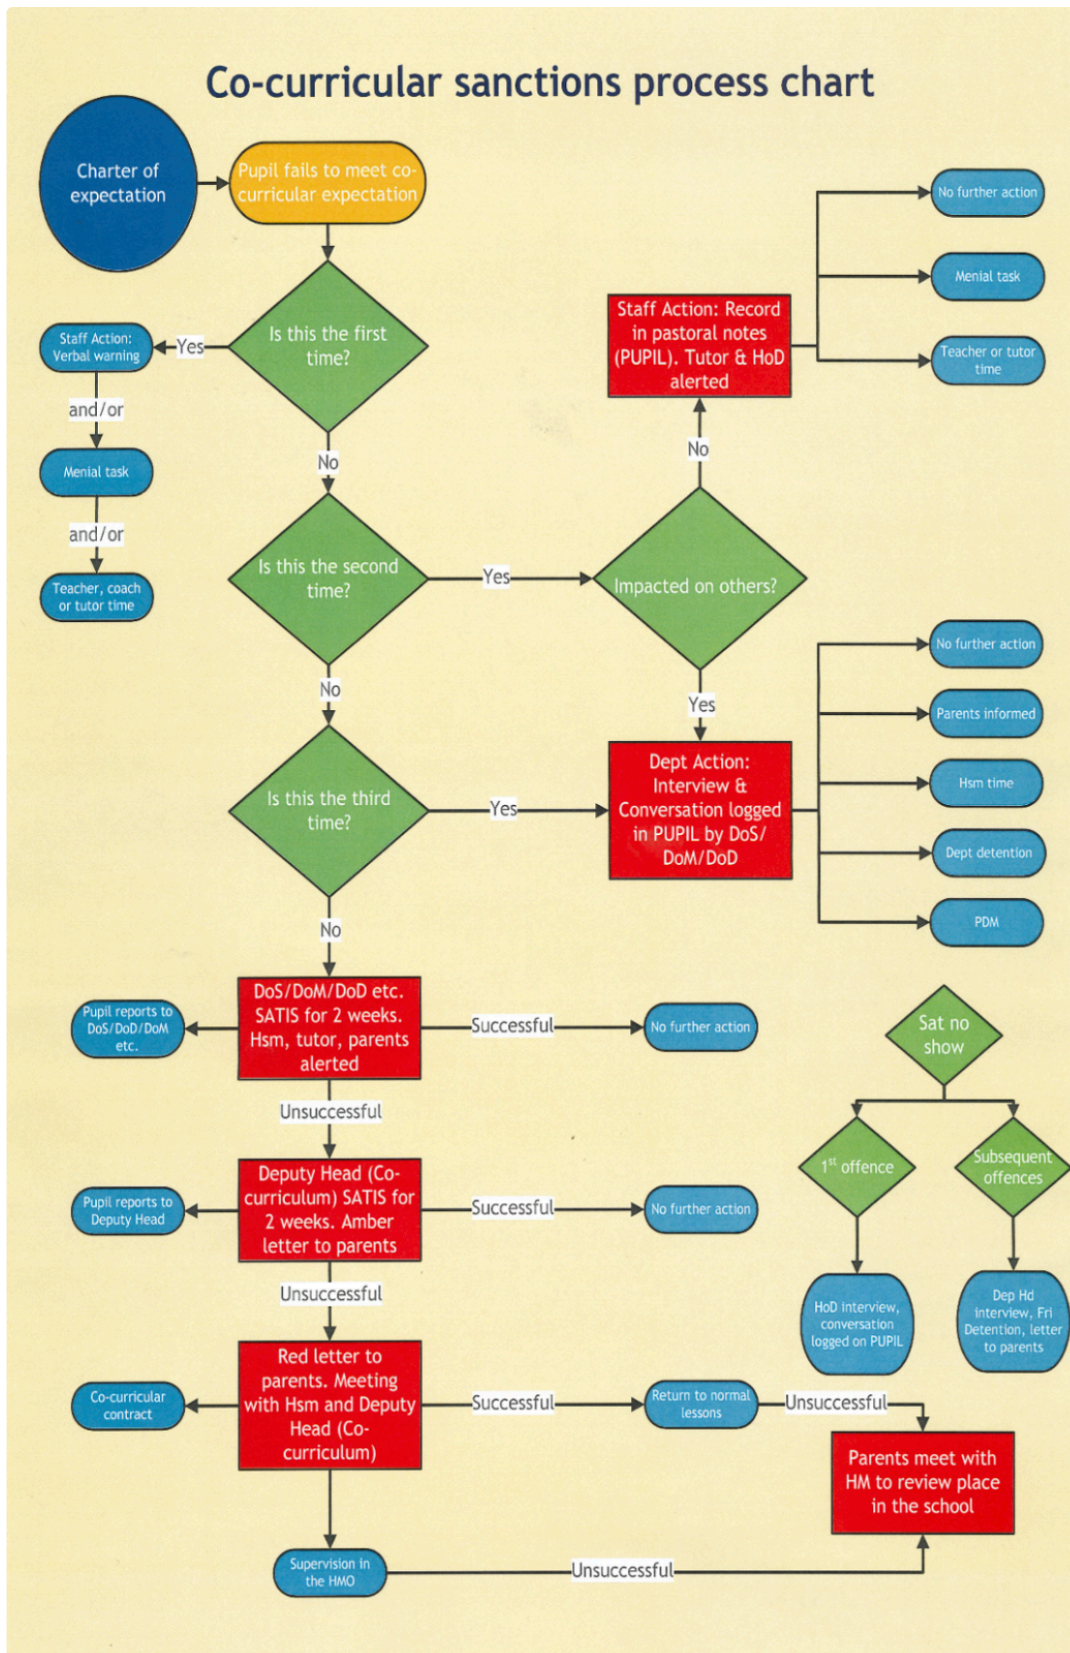 Co-curricular sanctions process chart
Charter of
expectation
Pupil fails to meet co-
curricular expectation
Is this the first
time?
Yes
Staff Action:
Verbal warning
and/or
Menial task
and/or
Teacher, coach
or tutor time
No
Is this the second
time?
Yes
Impacted on others?
No
Staff Action: Record
in pastoral notes
(PUPIL). Tutor & HoD
alerted
No further action
Menial task
Teacher or tutor
time
Yes
Dept Action:
Interview &
Conversation logged
in PUPIL by DoS/
DoM/DoD
No further action
Parents informed
Hsm time
Dept detention
PDM
No
Is this the third
time?
Yes
No
DoS/DoM/DoD etc.
SATIS for 2 weeks.
Hsm, tutor, parents
alerted
Pupil reports to
DoS/DoD/DoM
etc.
Successful
No further action
Unsuccessful
Deputy Head (Co-
curriculum) SATIS for
2 weeks. Amber
letter to parents
Pupil reports to
Deputy Head
Successful
No further action
Unsuccessful
Red letter to
parents. Meeting
with Hsm and Deputy
Head (Co-
curriculum)
Co-curricular
contract
Successful
Return to normal
lessons
Unsuccessful
Parents meet with
HM to review place
in the school
Supervision in
the HMO
Unsuccessful
Sat no
show
1st offence
Subsequent
offences
HoD interview,
conversation
logged on PUPIL
Dep Hd
interview, Fri
Detention, letter
to parents